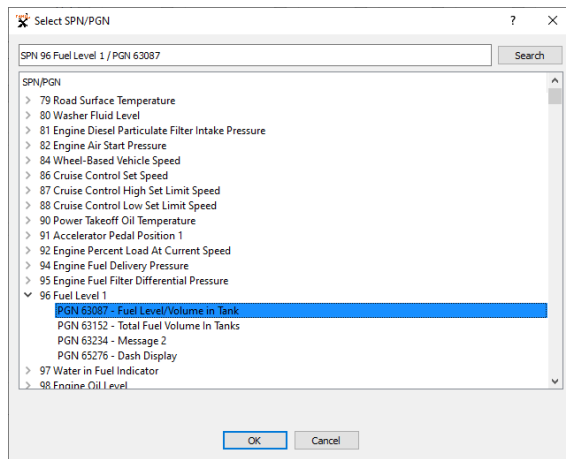 Select SPN/PGN
SPN 96 Fuel Level 1 / PGN 63087
Search
SPN/PGN
79 Road Surface Temperature
80 Washer Fluid Level
81 Engine Diesel Particulate Filter Intake Pressure
82 Engine Air Start Pressure
84 Wheel-Based Vehicle Speed
86 Cruise Control Set Speed
87 Cruise Control High Set Limit Speed
88 Cruise Control Low Set Limit Speed
90 Power Takeoff Oil Temperature
91 Accelerator Pedal Position 1
92 Engine Percent Load At Current Speed
94 Engine Fuel Delivery Pressure
95 Engine Fuel Filter Differential Pressure
96 Fuel Level 1
PGN 63087 - Fuel Level/Volume in Tank
PGN 63152 - Total Fuel Volume In Tanks
PGN 63234 - Message 2
PGN 65276 - Dash Display
97 Water in Fuel Indicator
98 Engine Oil Level
OK
Cancel